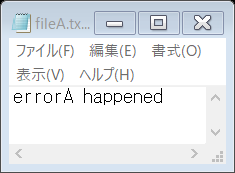 fileA.tx...
ファイル(F) 編集(E) 書式(O)
表示(V) ヘルプ(H)
errorA happened